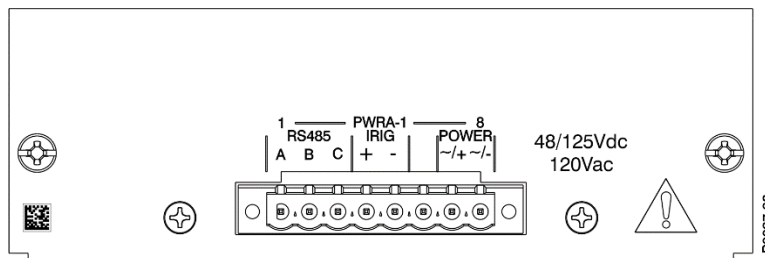 1 PWRA-1 8
RS485 IRIG POWER
A B C + - ~/+ ~/-
48/125Vdc
120Vac